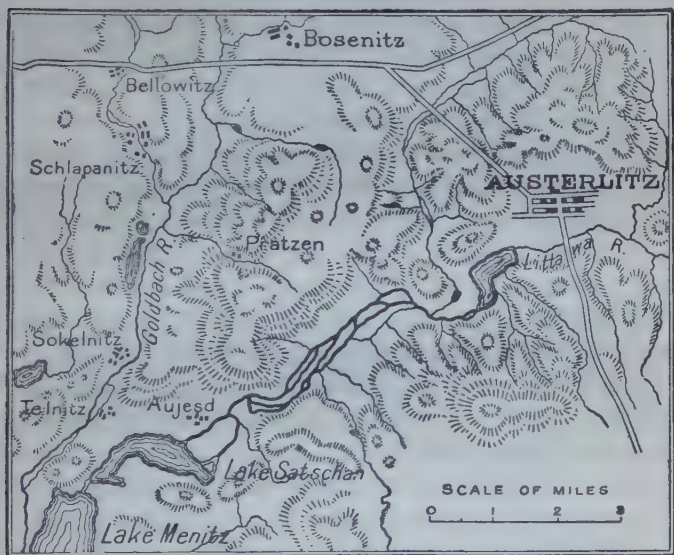 Bosenitz
Bellowitz
Schlapanitz
AUSTERLITZ
Pratzen
Littawa R.
Goldbach R.
Sokelnitz
Telnitz
Aujesd
Lake Satschan
SCALE OF MILES
0 1 2 3
Lake Menitz